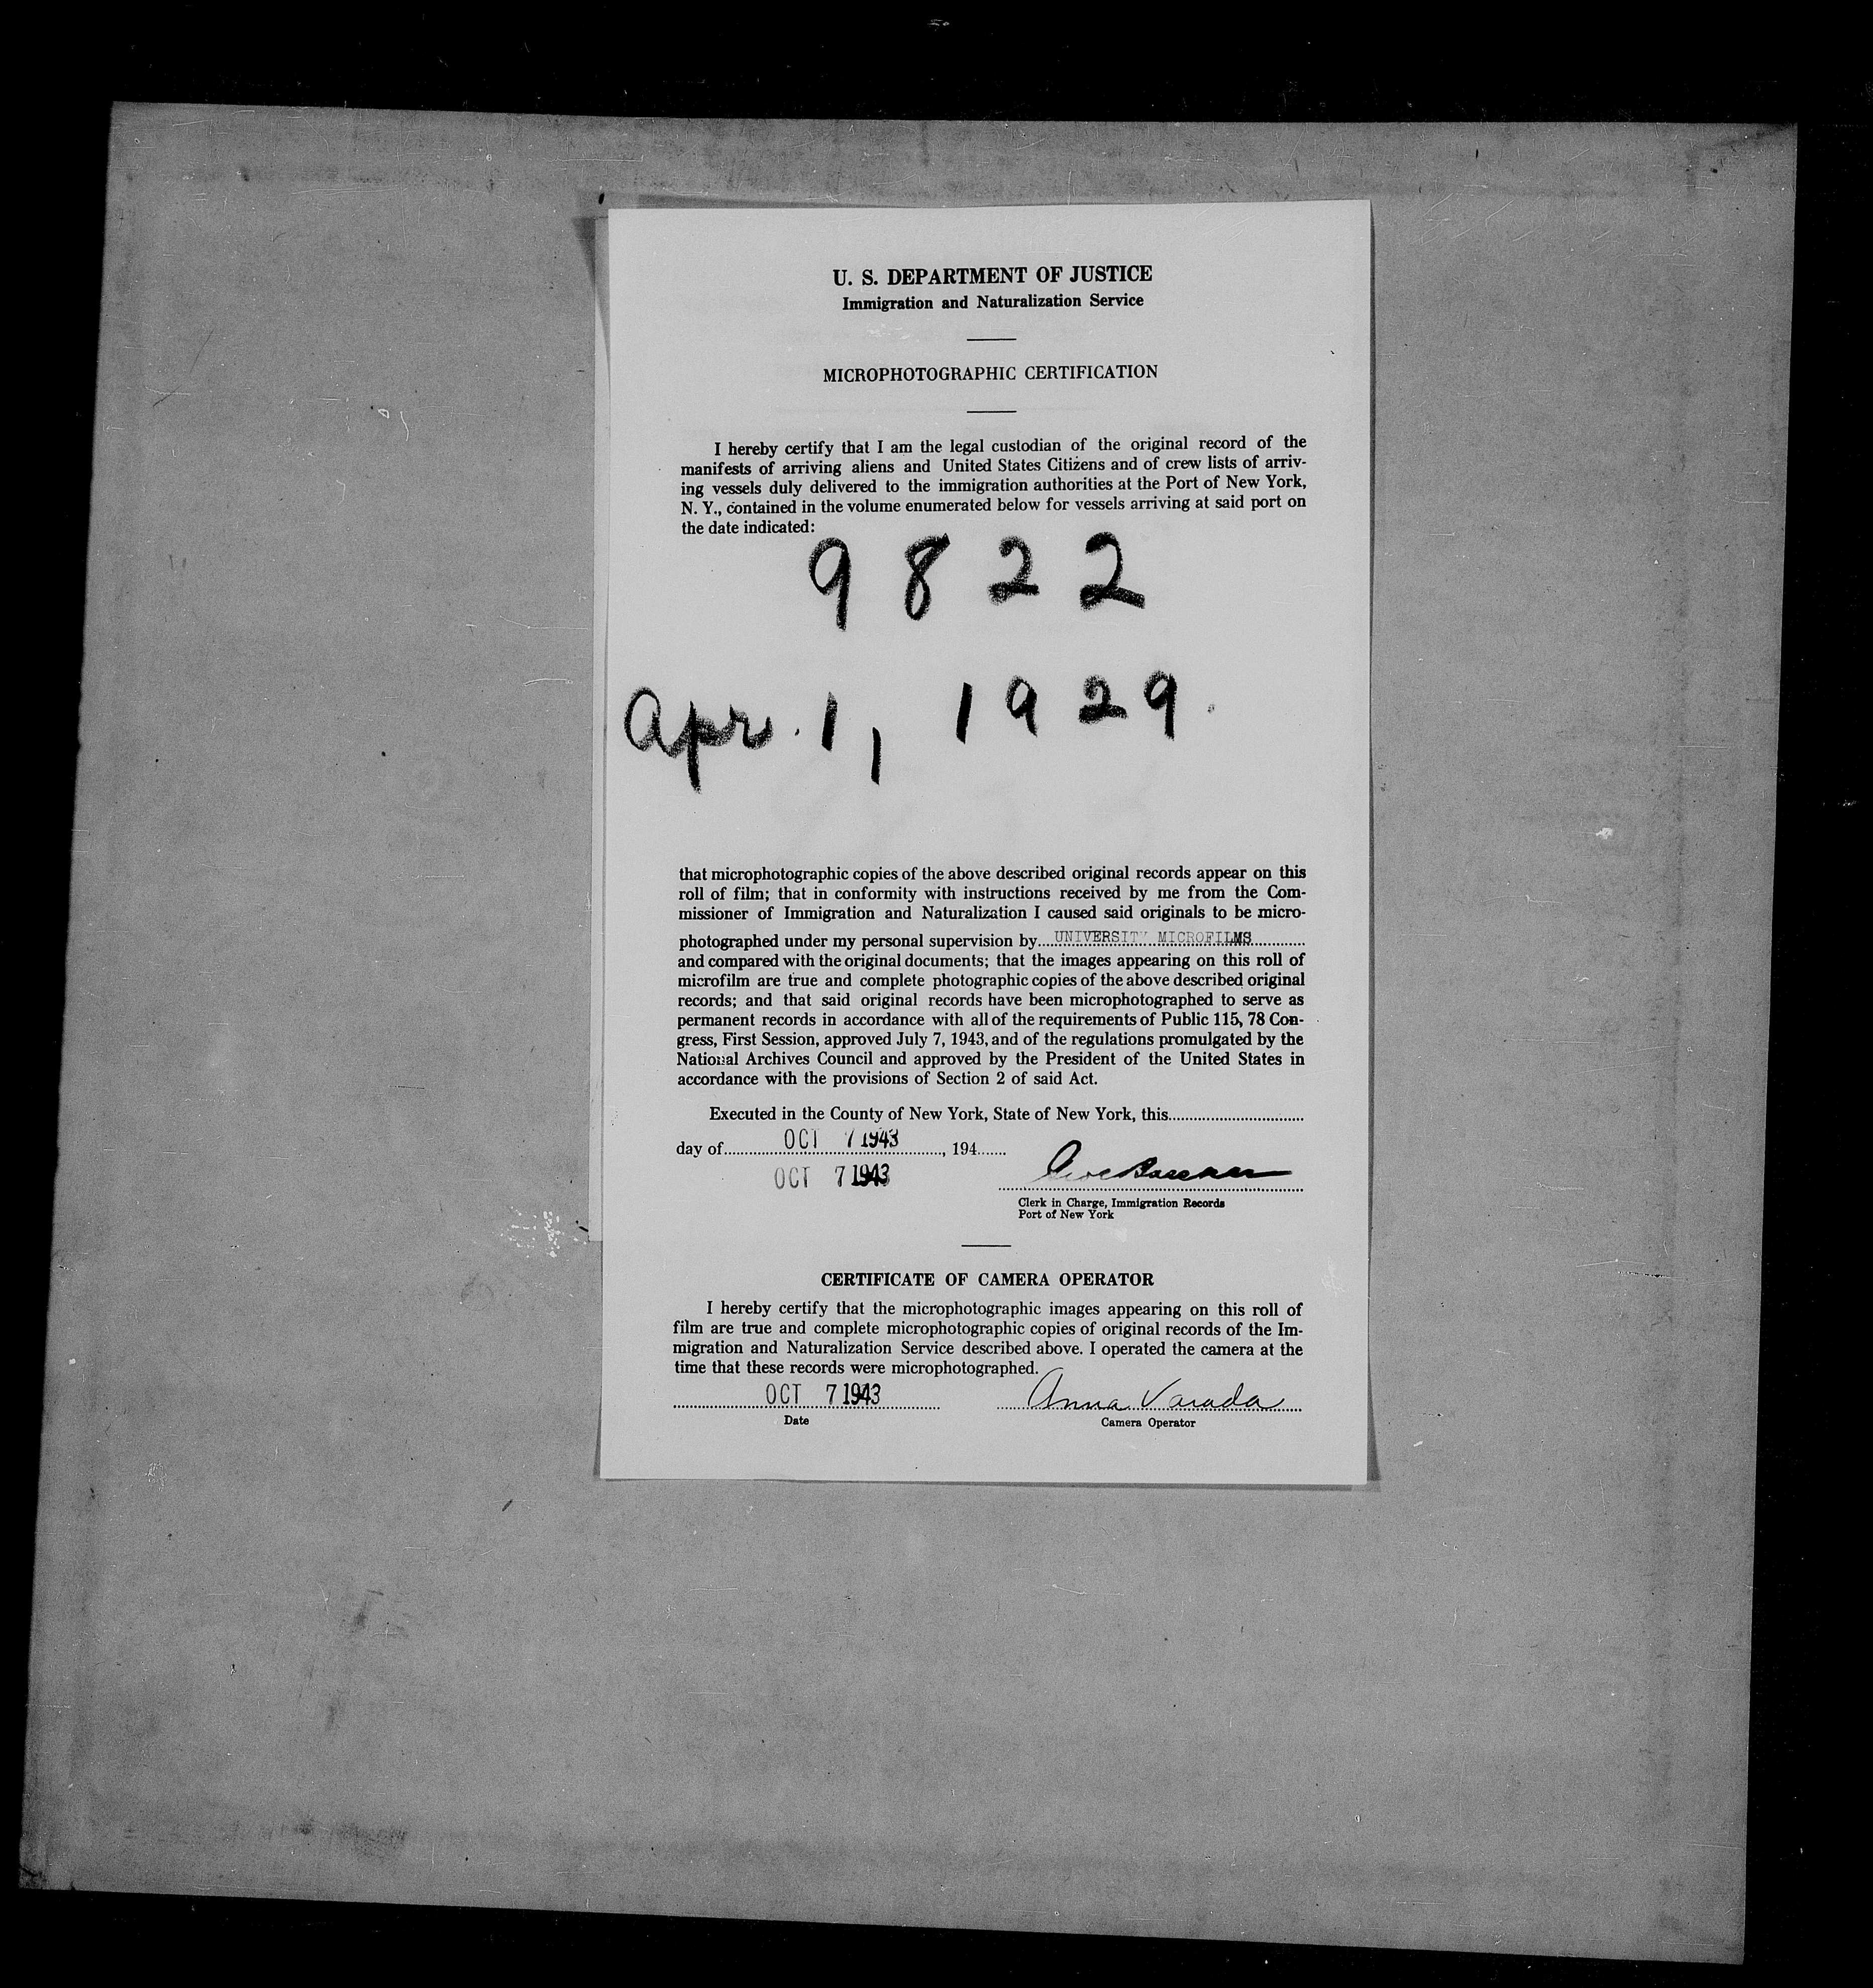 U. S. DEPARTMENT OF JUSTICE
Immigration and Naturalization Service
MICROPHOTOGRAPHIC CERTIFICATION
I hereby certify that I am the legal custodian of the original record of the
manifests of arriving aliens and United States Citizens and of crew lists of arriv-
ing vessels duly delivered to the immigration authorities at the Port of New York,
N. Y., contained in the volume enumerated below for vessels arriving at said port on
the date indicated:
9822
Apr. 1, 1929.
that microphotographic copies of the above described original records appear on this
roll of film; that in conformity with instructions received by me from the Com-
missioner of Immigration and Naturalization I caused said originals to be micro-
photographed under my personal supervision by UNIVERSITY MICROFILMS
and compared with the original documents; that the images appearing on this roll of
microfilm are true and complete photographic copies of the above described original
records; and that said original records have been microphotographed to serve as
permanent records in accordance with all of the requirements of Public 115, 78 Con-
gress, First Session, approved July 7, 1943, and of the regulations promulgated by the
National Archives Council and approved by the President of the United States in
accordance with the provisions of Section 2 of said Act.
Executed in the County of New York, State of New York, this
day of OCT 7 1943, 194
OCT 7 1943
Clerk in Charge, Immigration Records
Port of New York
CERTIFICATE OF CAMERA OPERATOR
I hereby certify that the microphotographic images appearing on this roll of
film are true and complete microphotographic copies of original records of the Im-
migration and Naturalization Service described above. I operated the camera at the
time that these records were microphotographed.
OCT 7 1943 Anna Varada
Date Camera Operator